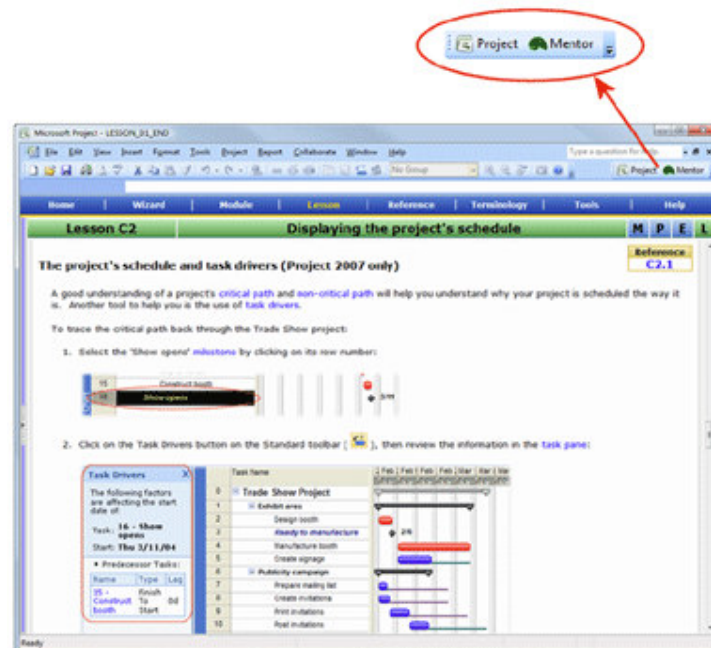 Project Mentor
Microsoft Project - LESSON_01_END
File Edit View Insert Format Tools Project Report Collaborate Window Help
Type a question for help
No Group
Project Mentor
Home | Wizard | Module | Lesson | Reference | Terminology | Tools | Help
Lesson C2 Displaying the project's schedule M P E L
Reference
C2.1
The project's schedule and task drivers (Project 2007 only)
A good understanding of a project's critical path and non-critical path will help you understand why your project is scheduled the way it
is. Another tool to help you is the use of task drivers.
To trace the critical path back through the Trade Show project:
1. Select the 'Show opens' milestone by clicking on its row number:
15 Construct booth
16 Show opens 3/11
2. Click on the Task Drivers button on the Standard toolbar ( ), then review the information in the task pane:
Task Drivers X
The following factors
are affecting the start
date of:
Task: 16 - Show
opens
Start: Thu 3/11/04
Predecessor Tasks:
Name Type Lag
15 -
Construct
booth
Finish
To
Start
0d
Task Name
0 Trade Show Project
1 Exhibit area
2 Design booth
3 Ready to manufacture 2/6
4 Manufacture booth
5 Create signage
6 Publicity campaign
7 Prepare mailing list
8 Create invitations
9 Print invitations
10 Post invitations
Ready